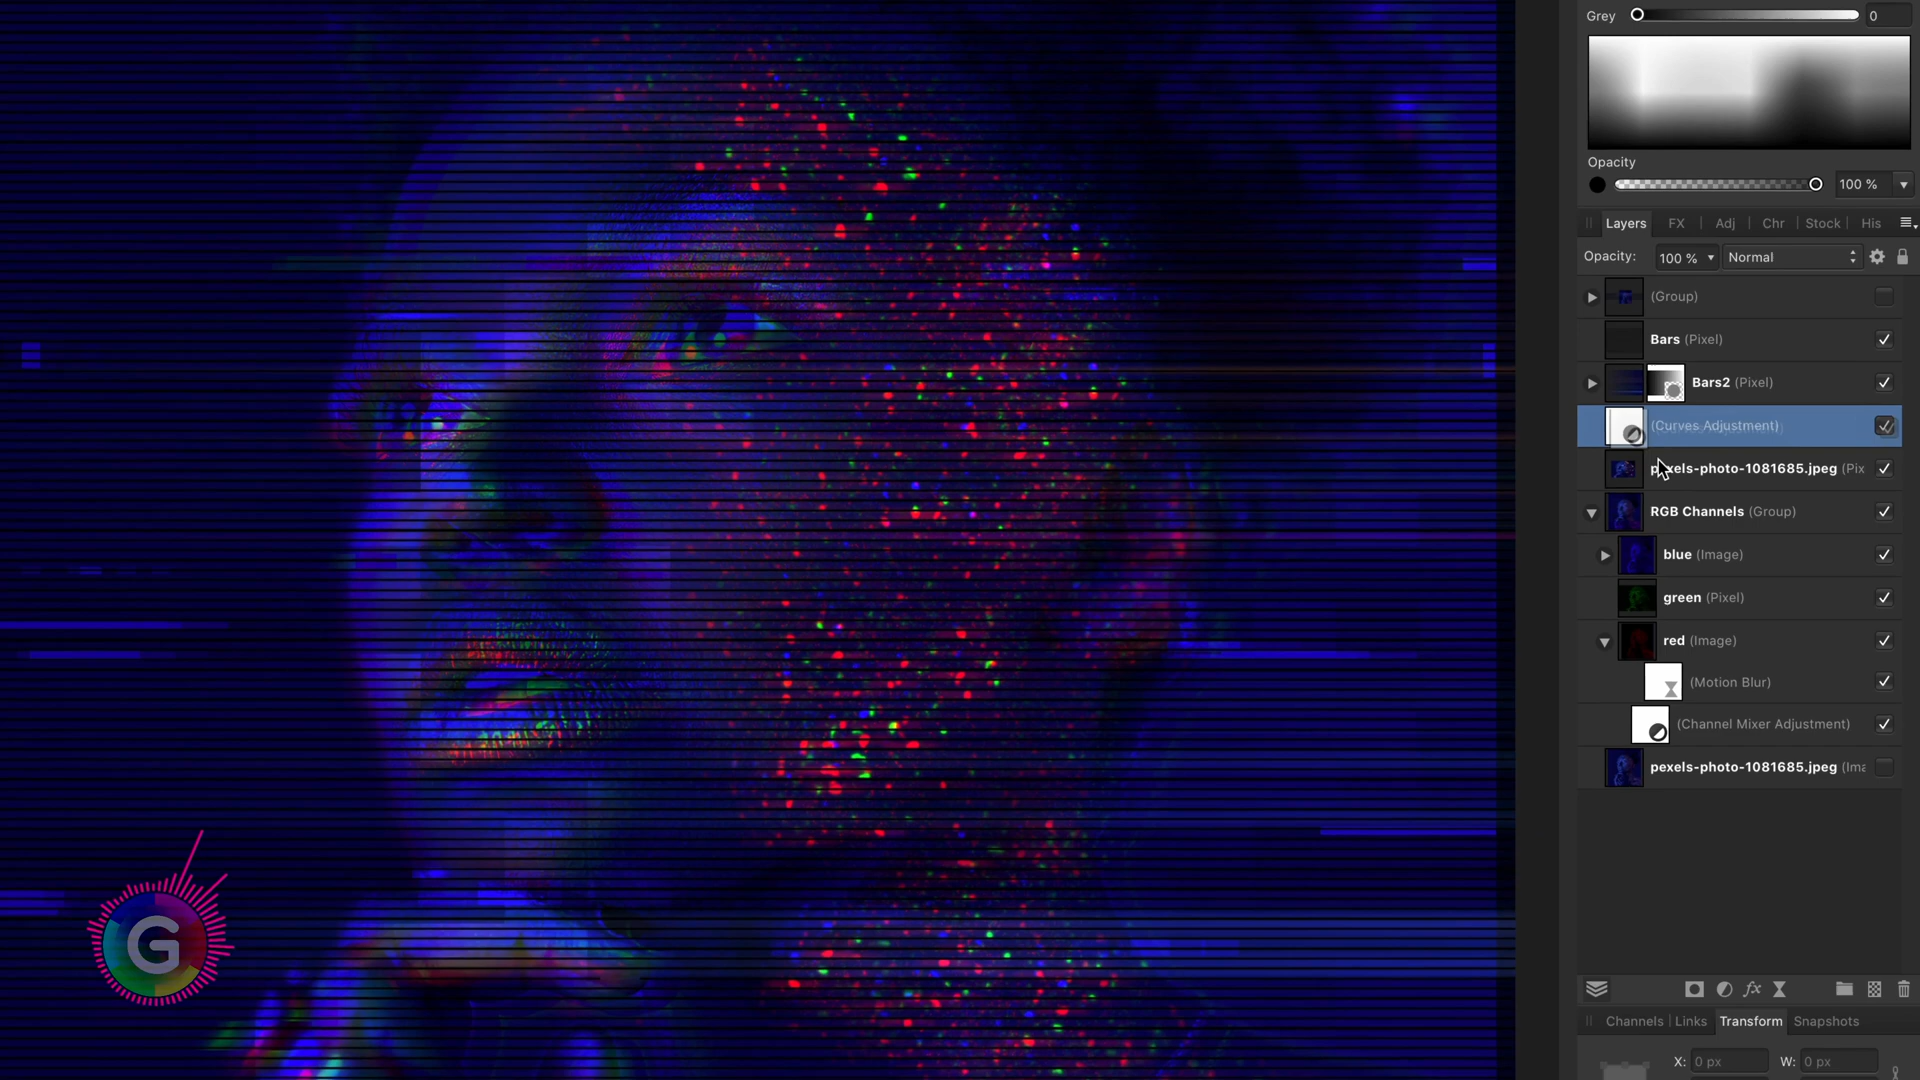 Grey
0
Opacity
100 %
Layers
FX
Adj
Chr
Stock
His
Opacity:
100 %
Normal
(Group)
Bars (Pixel)
Bars2 (Pixel)
(Curves Adjustment)
pexels-photo-1081685.jpeg (Pix
RGB Channels (Group)
blue (Image)
green (Pixel)
red (Image)
(Motion Blur)
(Channel Mixer Adjustment)
pexels-photo-1081685.jpeg (Ima
fx
Channels
Links
Transform
Snapshots
X: 0 px
W: 0 px
G